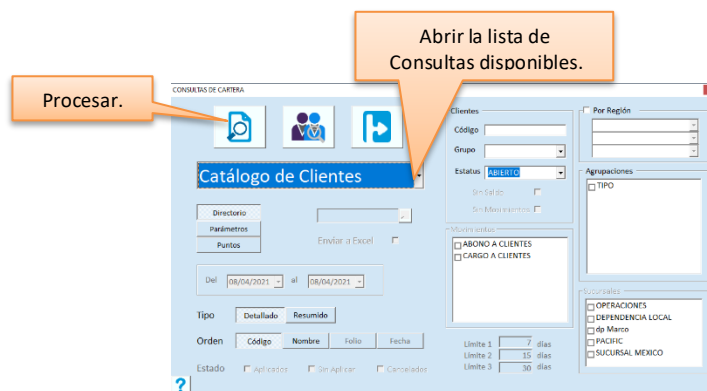 Abrir la lista de
Consultas disponibles.
Procesar.
CONSULTAS DE CARTERA
Catálogo de Clientes
Directorio
Parámetros
Puntos
Enviar a Excel
Del 08/04/2021 al 08/04/2021
Tipo Detallado Resumido
Orden Código Nombre Folio Fecha
Estado Aplicados Sin Aplicar Cancelados
?
Clientes
Código
Grupo
Estatus ABIERTO
Sin Saldo
Sin Movimientos
Movimientos
ABONO A CLIENTES
CARGO A CLIENTES
Límite 1 7 días
Límite 2 15 días
Límite 3 30 días
Por Región
Agrupaciones
TIPO
Sucursales
OPERACIONES
DEPENDENCIA LOCAL
dp Marco
PACIFIC
SUCURSAL MEXICO